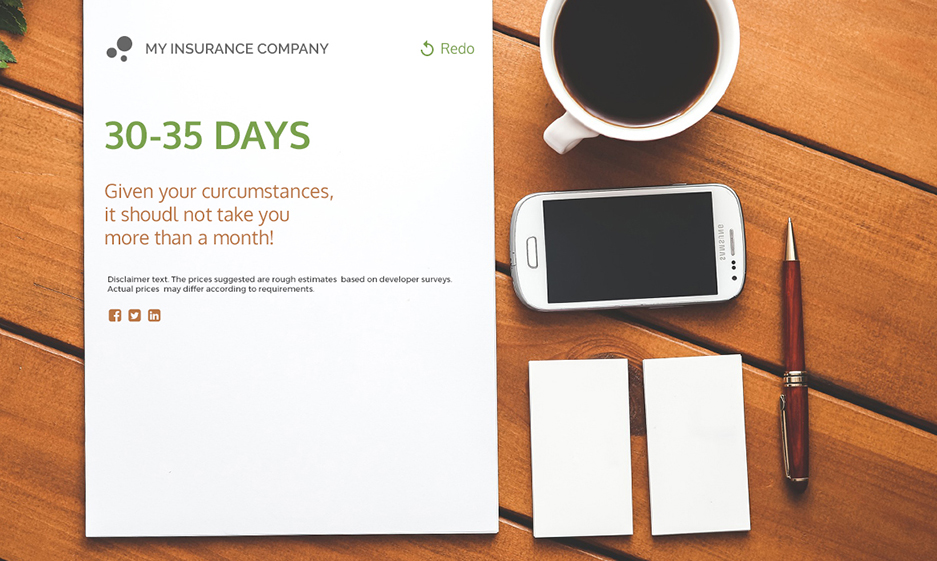 MY INSURANCE COMPANY
Redo
30-35 DAYS
Given your curcumstances,
it shoudl not take you
more than a month!
Disclaimer text. The prices suggested are rough estimates based on developer surveys.
Actual prices may differ according to requirements.
SAMSUNG